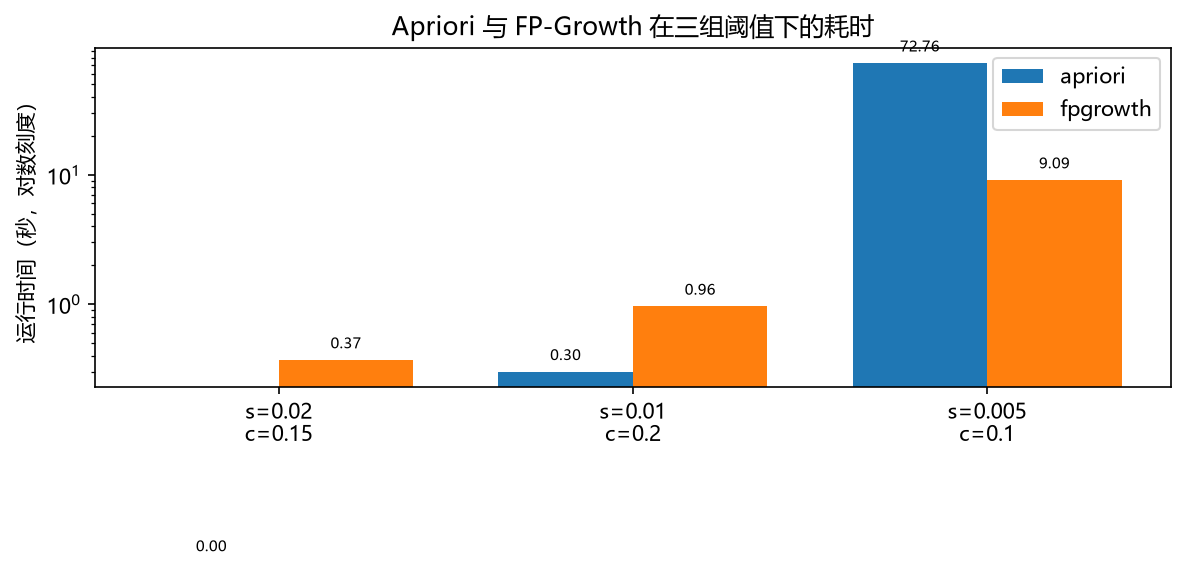 Apriori 与 FP-Growth 在三组阈值下的耗时
运行时间（秒，对数刻度）
10¹
10⁰
72.76
9.09
0.96
0.37
0.30
apriori
fpgrowth
s=0.02
c=0.15
s=0.01
c=0.2
s=0.005
c=0.1
0.00